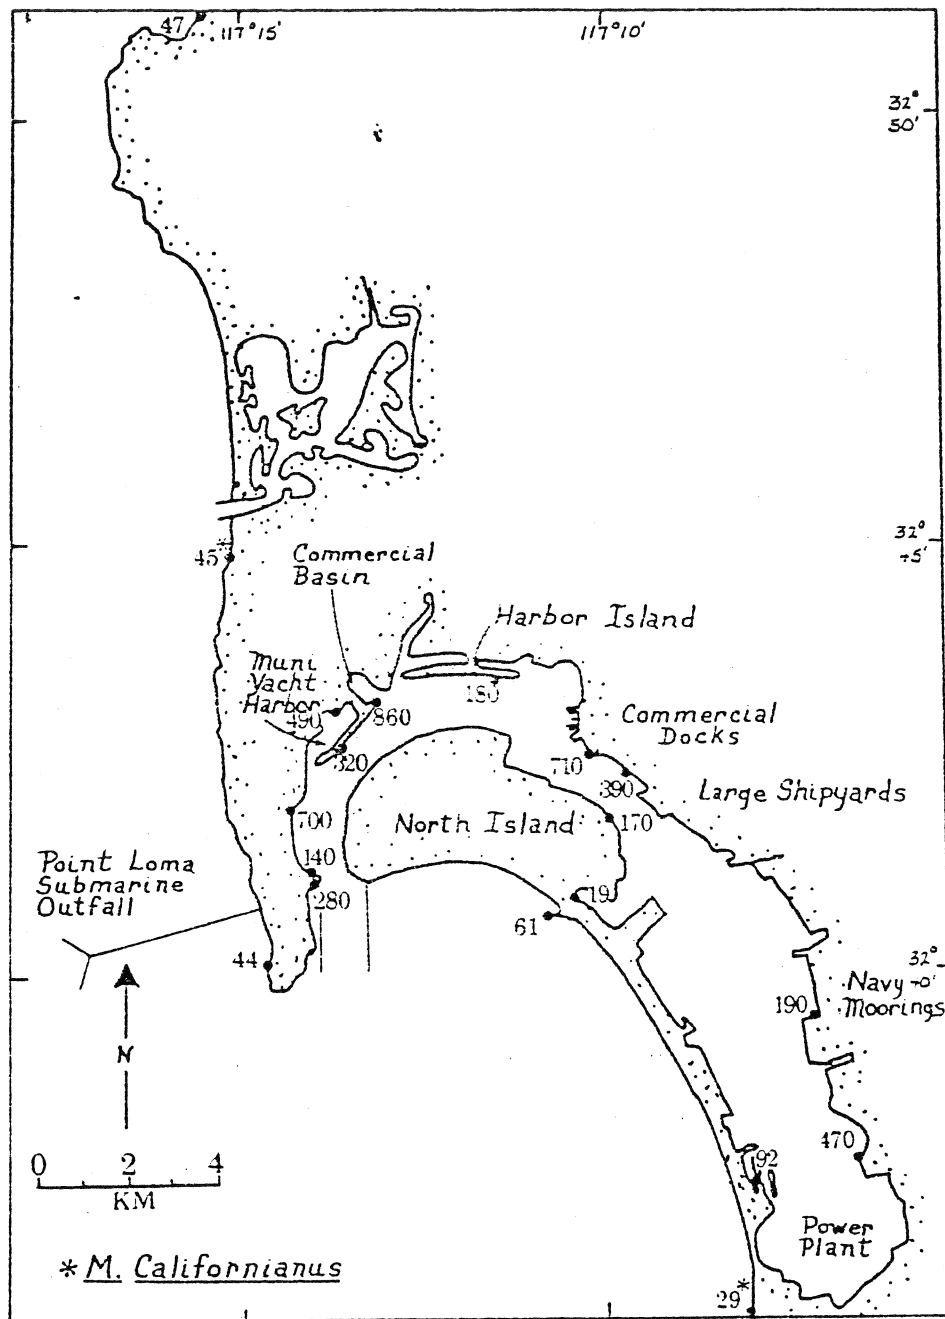 47
117°15'
117°10'
32°
50'
45*
32°
45'
Commercial
Basin
Harbor Island
Muni
Yacht
Harbor
490
860
180
320
Commercial
Docks
710
390
Large Shipyards
700
North Island
170
140
280
Point Loma
Submarine
Outfall
19
61
44
32°
Navy
Moorings
190
N
470
92
0 2 4
KM
Power
Plant
* M. Californianus
29*